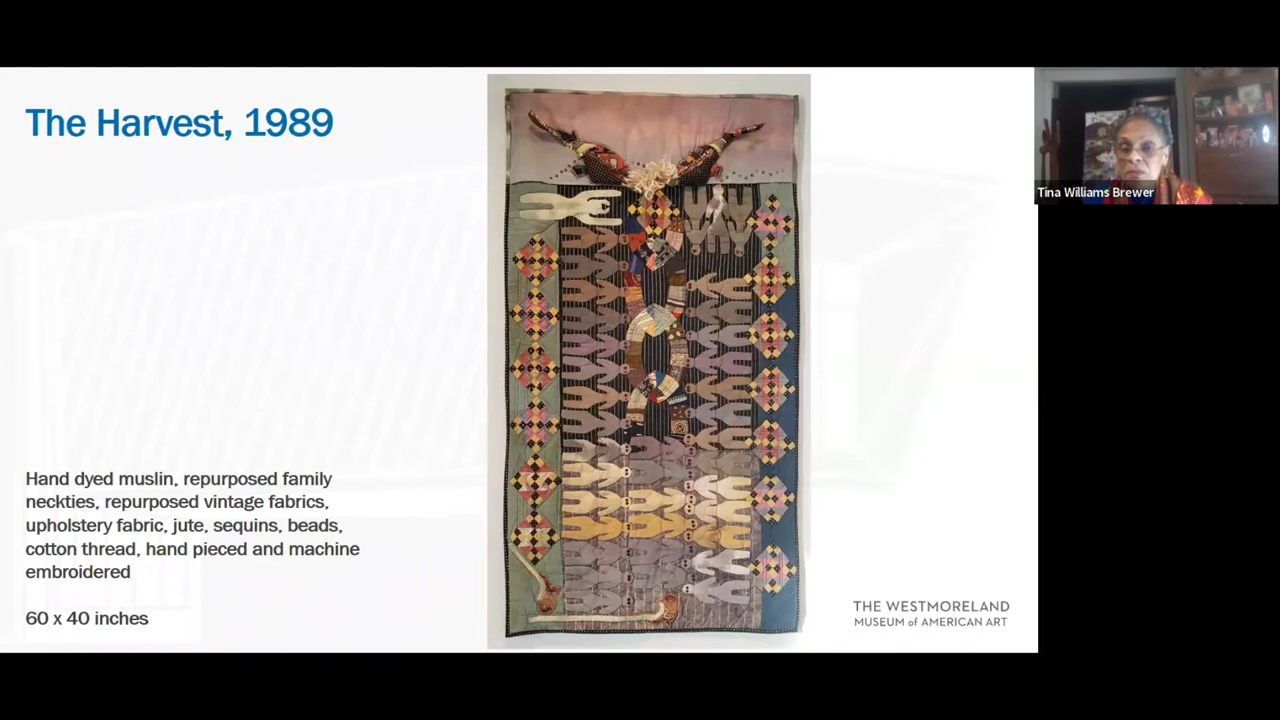 The Harvest, 1989
Tina Williams Brewer
Hand dyed muslin, repurposed family
neckties, repurposed vintage fabrics,
upholstery fabric, jute, sequins, beads,
cotton thread, hand pieced and machine
embroidered
60 x 40 inches
THE WESTMORELAND
MUSEUM of AMERICAN ART